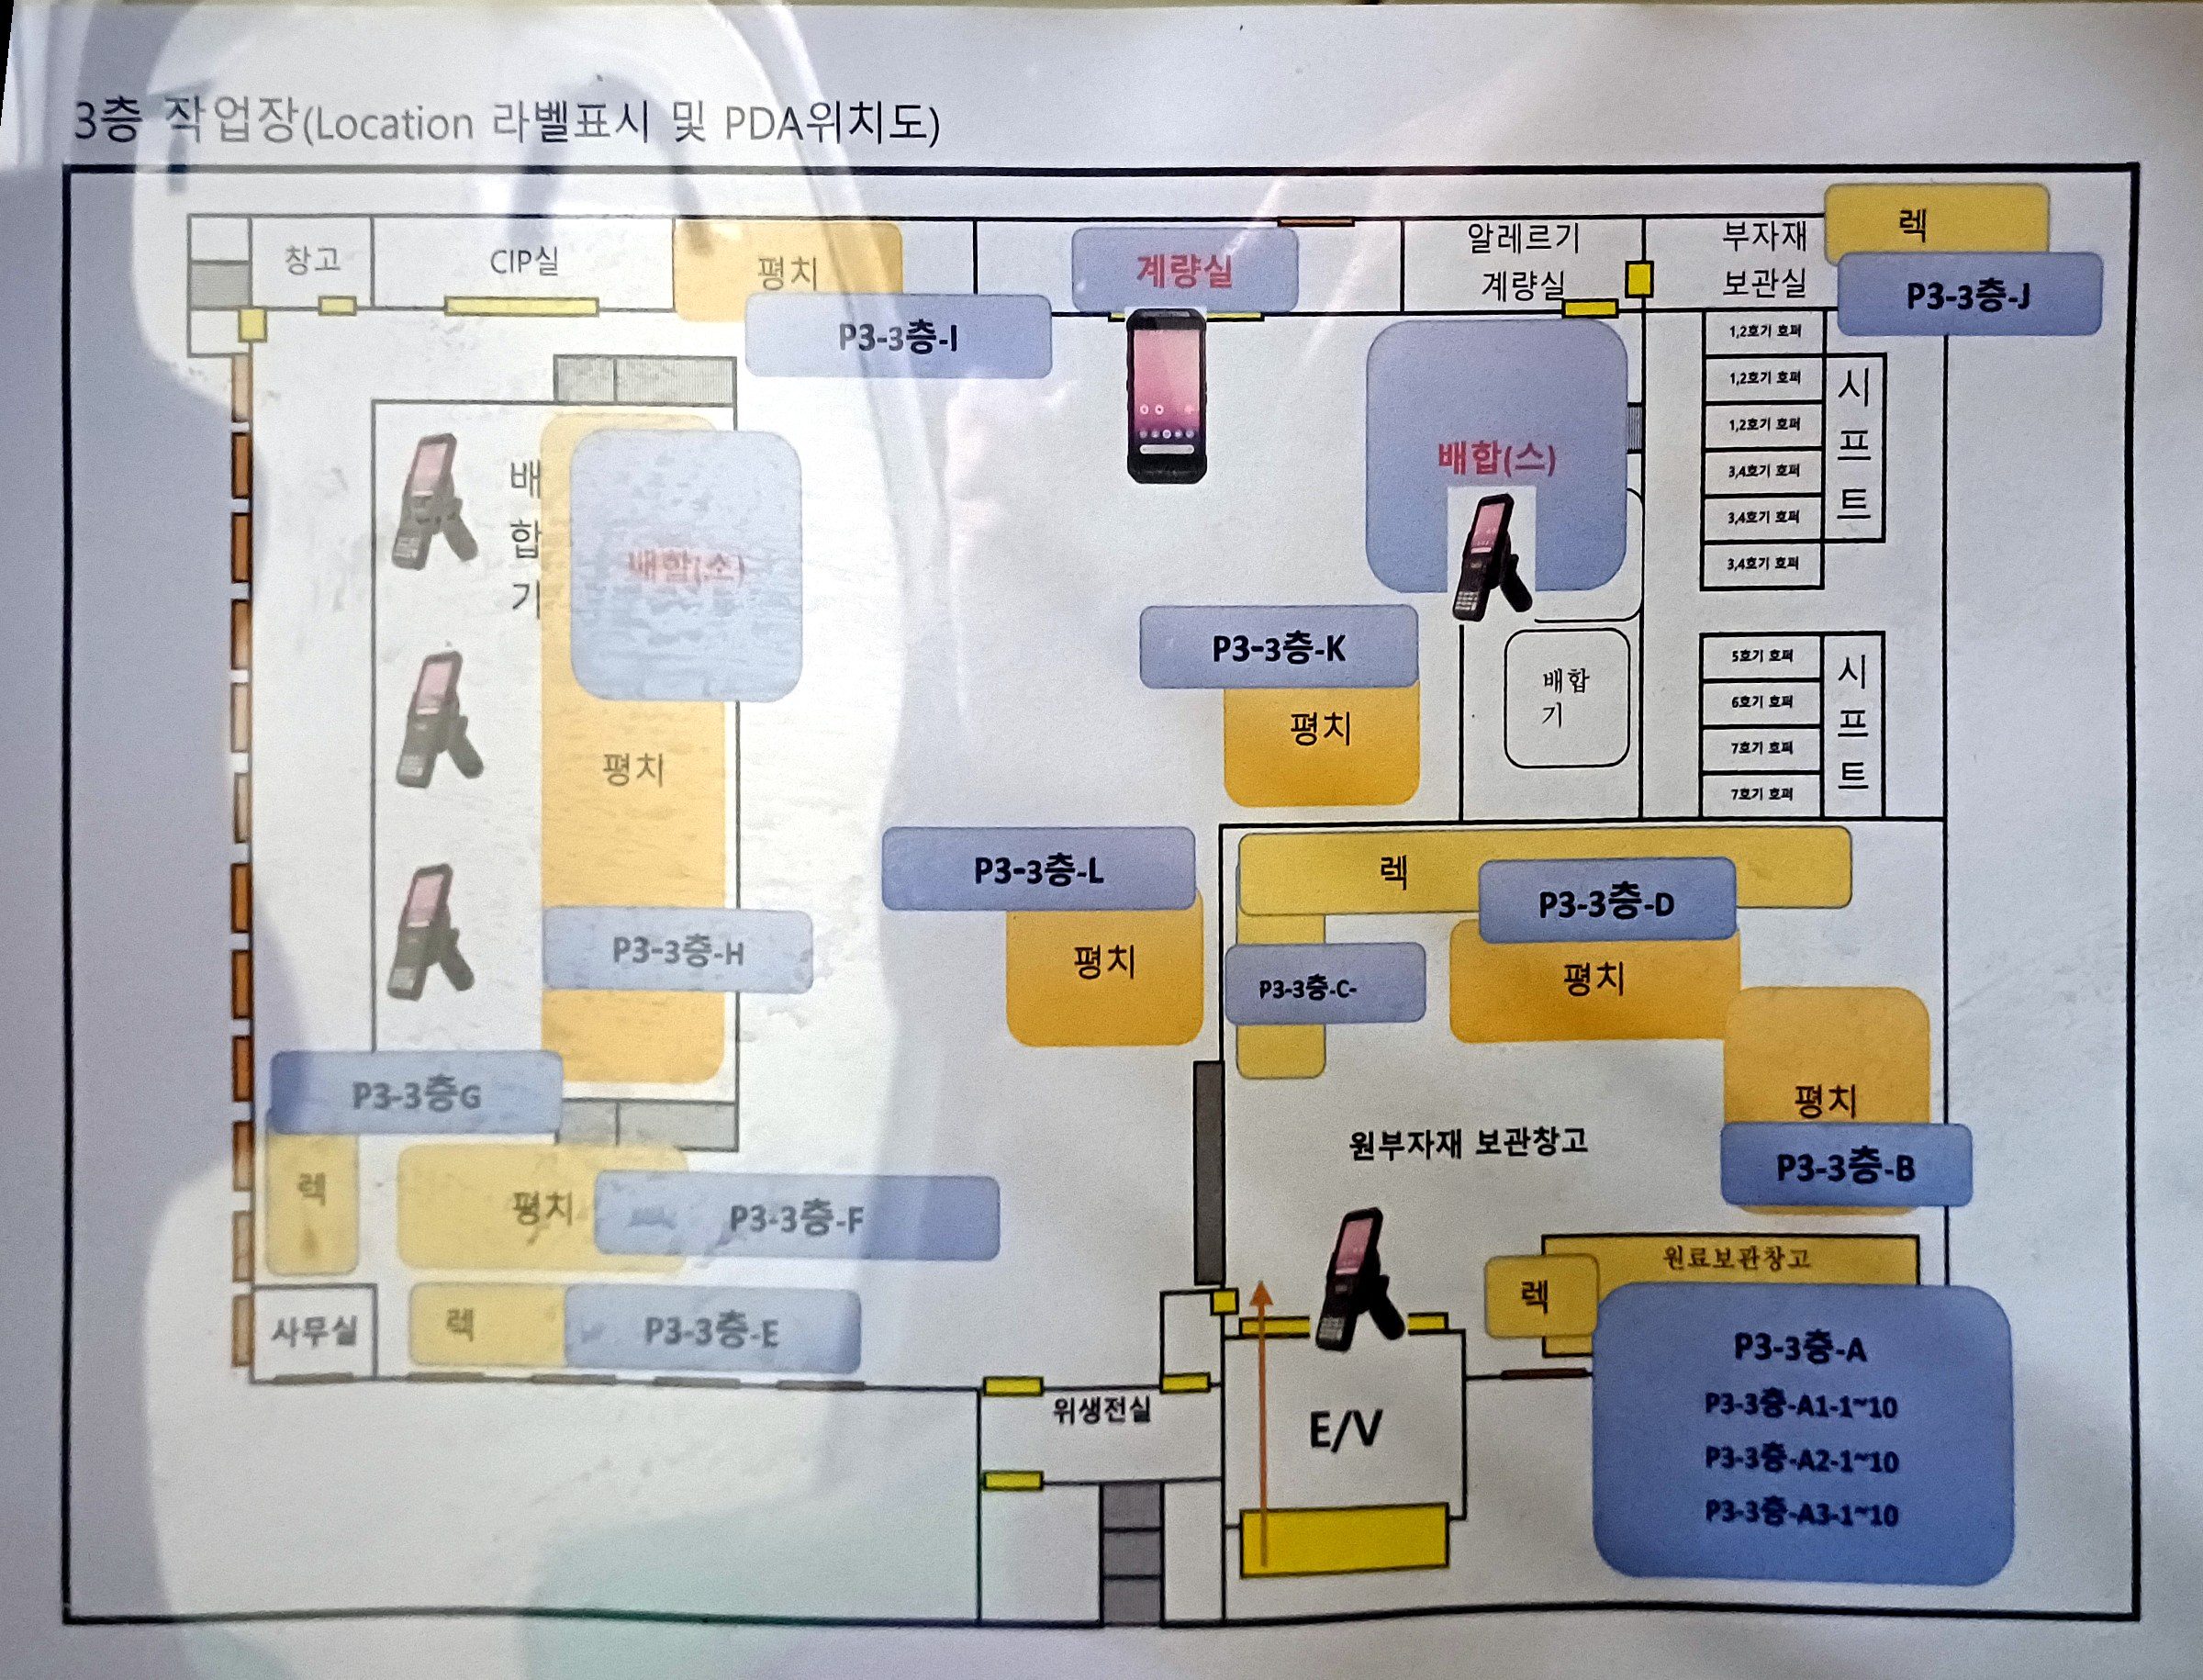 3층 작업장(Location 라벨표시 및 PDA위치도)
창고
CIP실
평치
P3-3층-I
계량실
알레르기
계량실
부자재
보관실
렉
P3-3층-J
1,2호기 호퍼
1,2호기 호퍼
1,2호기 호퍼
3,4호기 호퍼
3,4호기 호퍼
3,4호기 호퍼
시
프
트
배
합
기
배합(소)
배합(스)
P3-3층-K
평치
배합
기
5호기 호퍼
6호기 호퍼
7호기 호퍼
7호기 호퍼
시
프
트
평치
P3-3층-H
P3-3층-L
평치
렉
P3-3층-D
평치
P3-3층-C-
평치
P3-3층-B
원부자재 보관창고
P3-3층G
렉
평치
P3-3층-F
사무실
렉
P3-3층-E
위생전실
E/V
원료보관창고
렉
P3-3층-A
P3-3층-A1-1~10
P3-3층-A2-1~10
P3-3층-A3-1~10